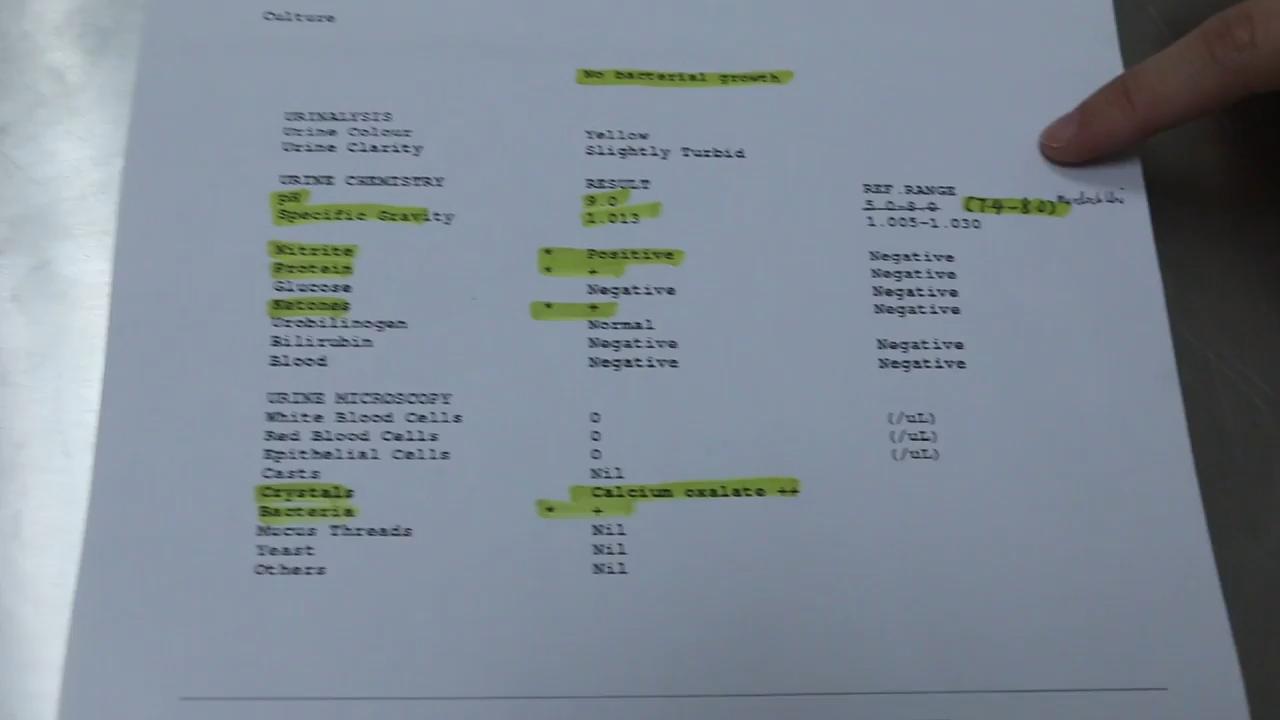 Culture
No bacterial growth
URINALYSIS
Urine Colour Yellow
Urine Clarity Slightly Turbid
URINE CHEMISTRY RESULT REF.RANGE
pH 9.0 5.0-8.0 (7.4-8.0)
Specific Gravity 1.013 1.005-1.030
Nitrite * Positive Negative
Protein * + Negative
Glucose Negative Negative
Ketones * + Negative
Urobilinogen Normal
Bilirubin Negative Negative
Blood Negative Negative
URINE MICROSCOPY
White Blood Cells 0 (/uL)
Red Blood Cells 0 (/uL)
Epithelial Cells 0 (/uL)
Casts Nil
Crystals Calcium oxalate ++
Bacteria * +
Mucus Threads Nil
Yeast Nil
Others Nil